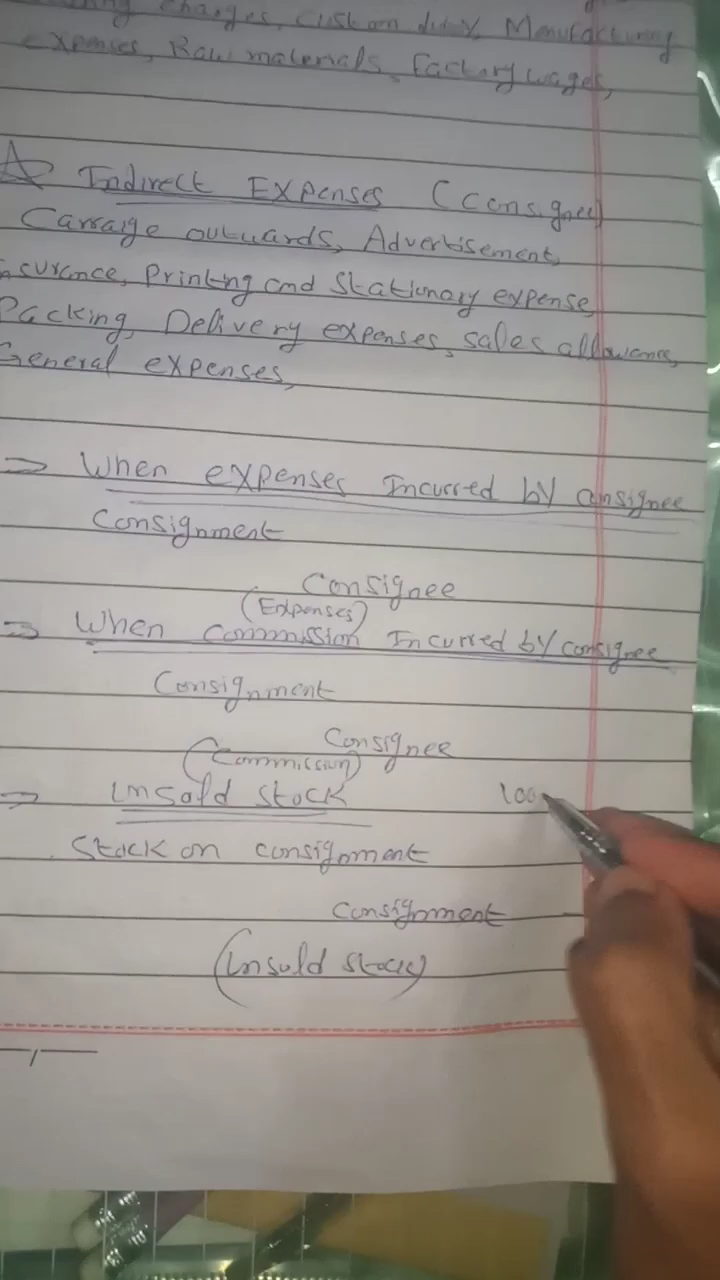 Charges, Custom duty, Manufacturing
expenses, Raw materials, Factory wages,
Indirect Expenses (Consignee)
Carraige outwards, Advertisement,
Insurance, Printing and Stationary expense,
Packing, Delivery expenses, sales allowance,
General expenses,
⇒ When expenses Incurred by consignee
Consignment
Consignee
(Expenses)
⇒ When commission Incurred by consignee
Consignment
Consignee
(Commission)
⇒ Unsold stock 100
Stock on consignment
Consignment
(Unsold stock)